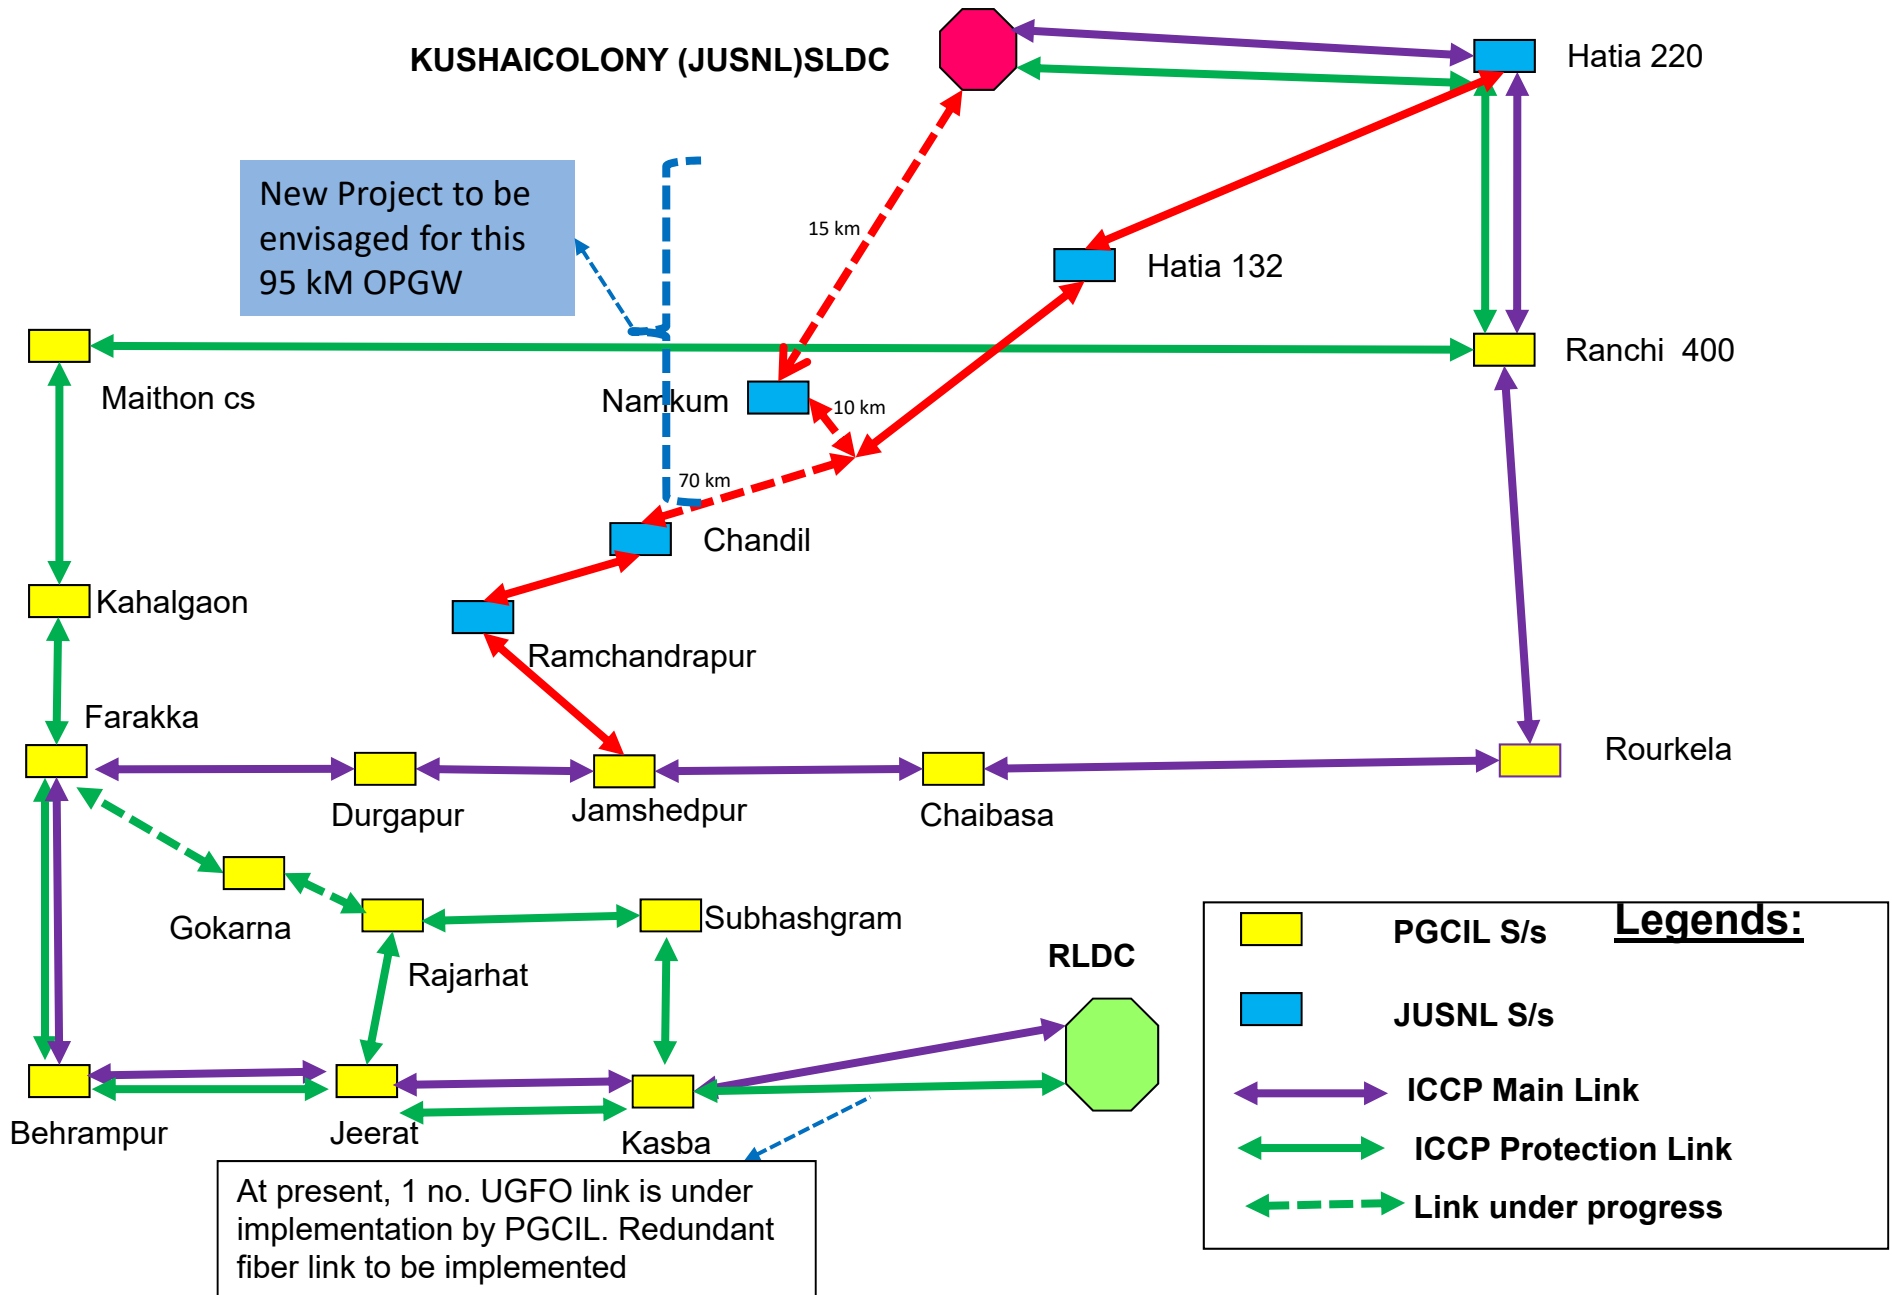 KUSHAICOLONY (JUSNL)SLDC
Hatia 220
New Project to be
envisaged for this
95 kM OPGW
15 km
Hatia 132
Ranchi  400
Maithon cs
Namkum
10 km
70 km
Chandil
Kahalgaon
Ramchandrapur
Farakka
Rourkela
Durgapur
Jamshedpur
Chaibasa
Gokarna
Subhashgram
Rajarhat
RLDC
Behrampur
Jeerat
Kasba
At present, 1 no. UGFO link is under
implementation by PGCIL. Redundant
fiber link to be implemented
Legends:
PGCIL S/s
JUSNL S/s
ICCP Main Link
ICCP Protection Link
Link under progress